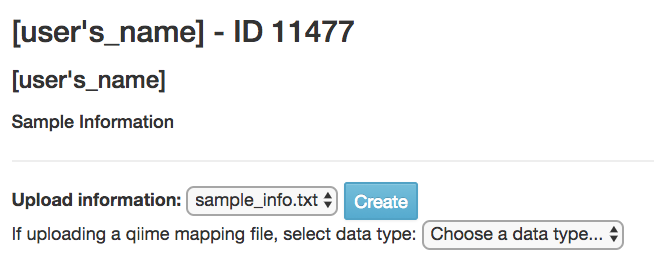 [user's_name] - ID 11477
[user's_name]
Sample Information
Upload information: sample_info.txt Create
If uploading a qiime mapping file, select data type: Choose a data type...